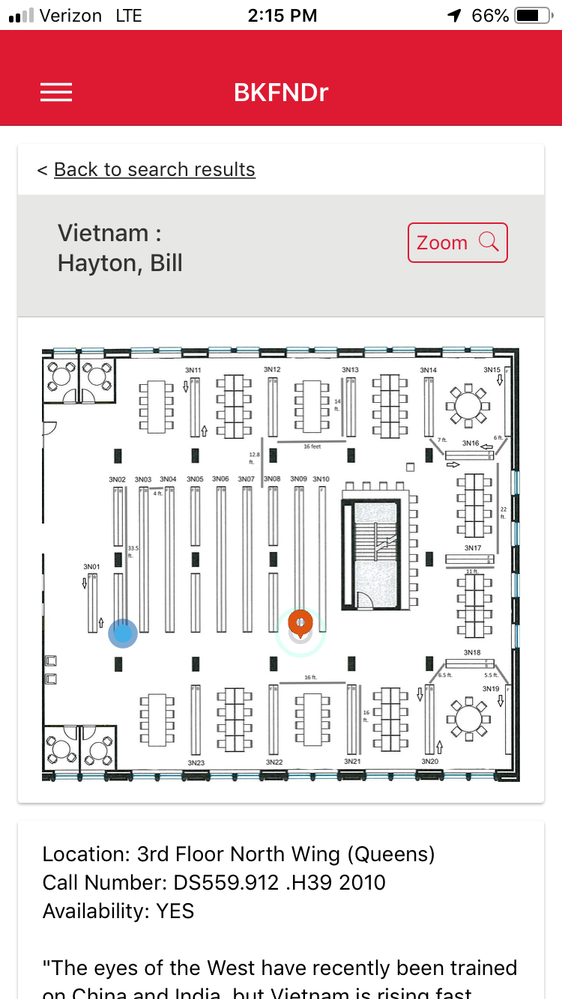 Verizon LTE 2:15 PM 66%
BKFNDr
< Back to search results
Vietnam :
Hayton, Bill
Zoom
3N11 3N12 3N13 3N14 3N15
14
ft.
16 feet
7 ft. 6 ft.
3N16
12.8
ft.
3N02 3N03 3N04 3N05 3N06 3N07 3N08 3N09 3N10
4 ft.
22
ft.
33.5
ft.
3N17
11 ft.
3N01
3N18
6.5 ft. 5.5 ft.
16 ft.
3N19
16
ft.
3N23 3N22 3N21 3N20
Location: 3rd Floor North Wing (Queens)
Call Number: DS559.912 .H39 2010
Availability: YES
"The eyes of the West have recently been trained
on China and India, but Vietnam is rising fast